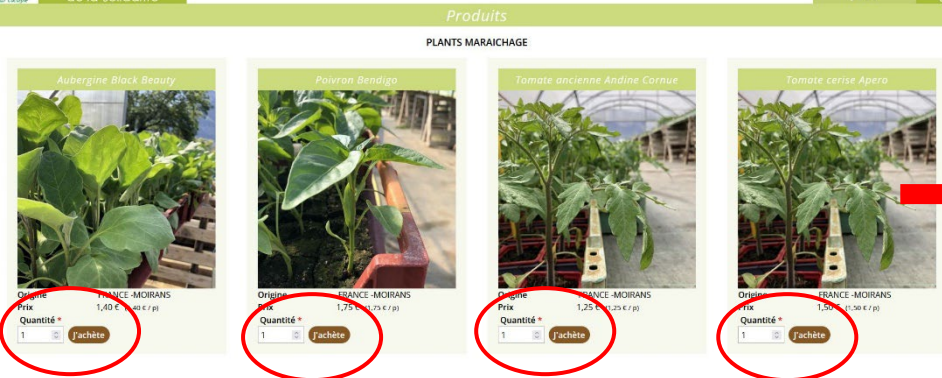 Produits
PLANTS MARAICHAGE
Aubergine Black Beauty
Origine FRANCE -MOIRANS
Prix 1,40 € (1,40 € / p)
Quantité *
1 J'achète
Poivron Bendigo
Origine FRANCE -MOIRANS
Prix 1,75 € (1,75 € / p)
Quantité *
1 J'achète
Tomate ancienne Andine Cornue
Origine FRANCE -MOIRANS
Prix 1,25 € (1,25 € / p)
Quantité *
1 J'achète
Tomate cerise Apero
Origine FRANCE -MOIRANS
Prix 1,50 € (1,50 € / p)
Quantité *
1 J'achète